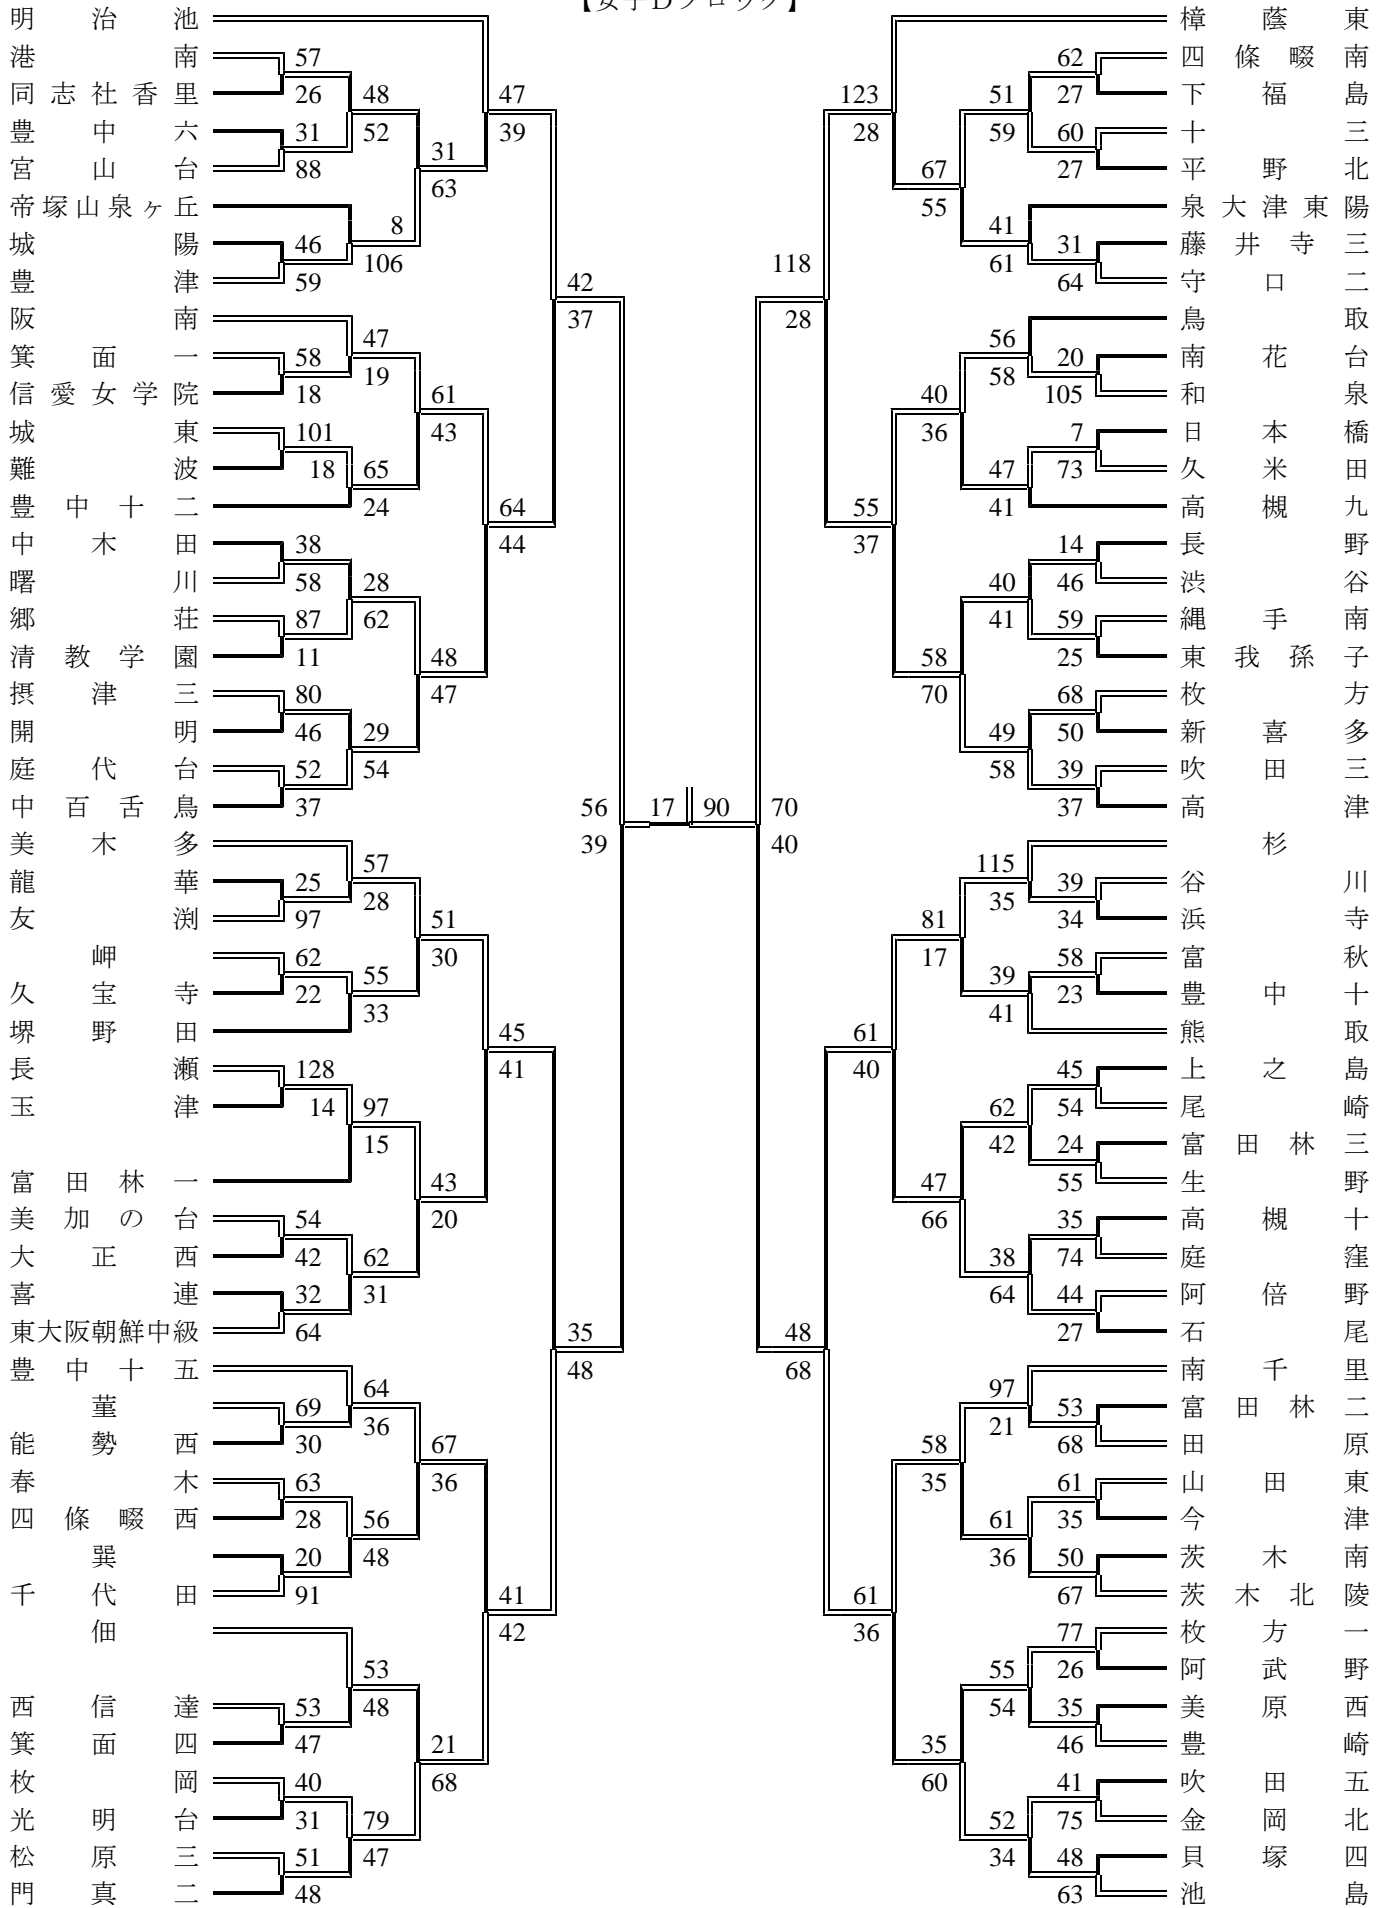 【女子Dブロック】
明治池
港南
57
同志社香里
26
48
47
豊中六
31
52
39
宮山台
88
31
63
帝塚山泉ヶ丘
8
城陽
46
106
豊津
59
42
阪南
37
47
箕面一
58
19
信愛女学院
18
61
城東
101
43
難波
18
65
豊中十二
24
64
中木田
38
44
曙川
58
28
郷荘
87
62
清教学園
11
48
摂津三
80
47
開明
46
29
庭代台
52
54
中百舌鳥
37
56
17
90
70
美木多
39
40
57
龍華
25
28
友渕
97
51
岬
62
30
55
久宝寺
22
33
堺野田
45
長瀬
128
41
玉津
14
97
15
富田林一
43
美加の台
54
20
大正西
42
62
喜連
32
31
東大阪朝鮮中級
64
35
豊中十五
48
64
菫
69
36
能勢西
30
67
春木
63
36
四條畷西
28
56
巽
20
48
千代田
91
41
佃
42
53
西信達
53
48
箕面四
47
21
枚岡
40
68
光明台
31
79
松原三
51
47
門真二
48
樟蔭東
62
四條畷南
123
51
27
下福島
28
59
60
十三
67
27
平野北
55
泉大津東陽
41
31
藤井寺三
118
61
64
守口二
28
鳥取
56
20
南花台
58
105
和泉
40
36
7
日本橋
47
73
久米田
55
41
高槻九
37
14
長野
40
46
渋谷
41
59
縄手南
58
25
東我孫子
70
68
枚方
49
50
新喜多
58
39
吹田三
37
高津
杉
115
39
谷川
35
34
浜寺
81
17
58
富秋
39
23
豊中十
41
熊取
61
40
45
上之島
62
54
尾崎
42
24
富田林三
47
55
生野
66
35
高槻十
38
74
庭窪
64
44
阿倍野
48
27
石尾
68
南千里
97
53
富田林二
21
68
田原
58
35
61
山田東
61
35
今津
36
50
茨木南
67
茨木北陵
61
36
77
枚方一
55
26
阿武野
54
35
美原西
35
46
豊崎
60
41
吹田五
52
75
金岡北
34
48
貝塚四
63
池島